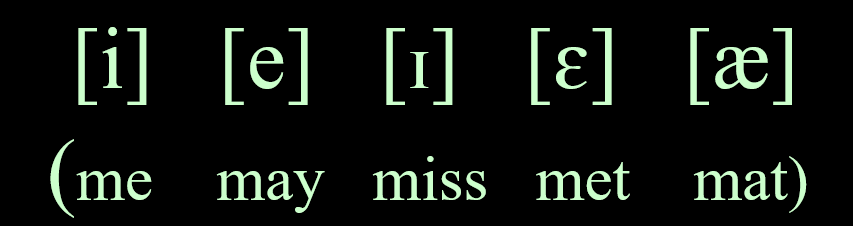 [i] [e] [ɪ] [ɛ] [æ]
(me may miss met mat)